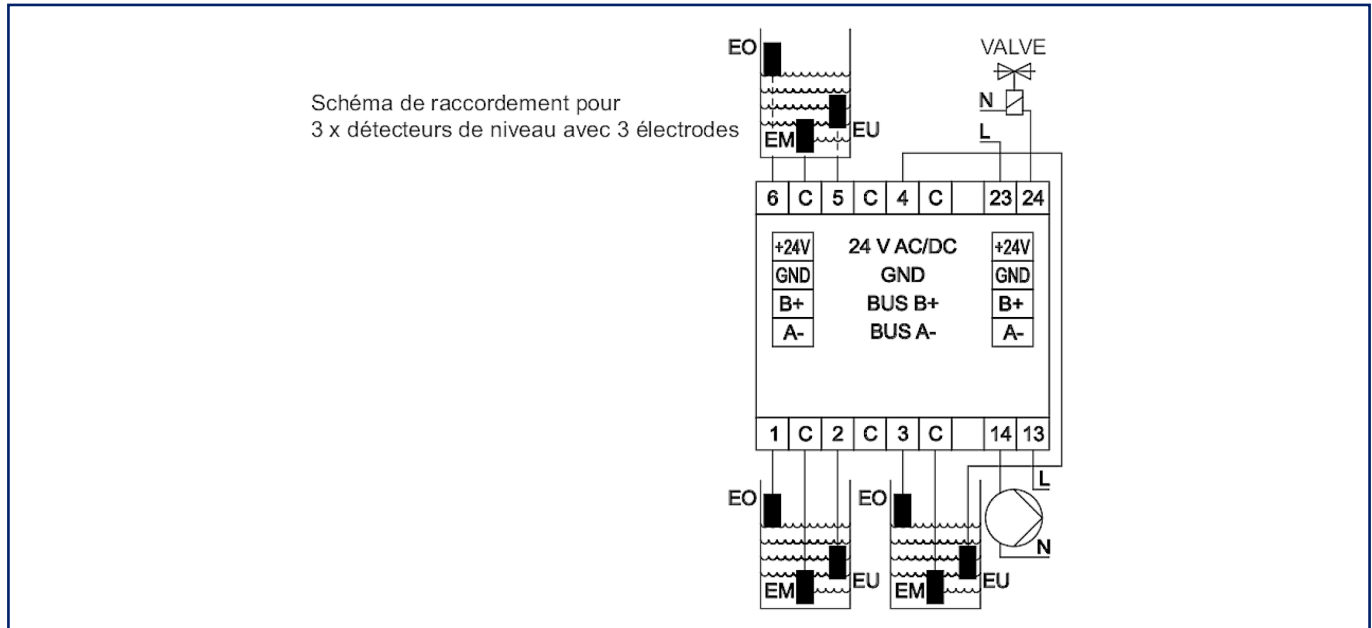 EO
VALVE
Schéma de raccordement pour
3 x détecteurs de niveau avec 3 électrodes
N
L
EM
EU
6 C 5 C 4 C 23 24
+24V 24 V AC/DC +24V
GND GND GND
B+ BUS B+ B+
A- BUS A- A-
1 C 2 C 3 C 14 13
L
EO
EO
N
EM
EU
EM
EU